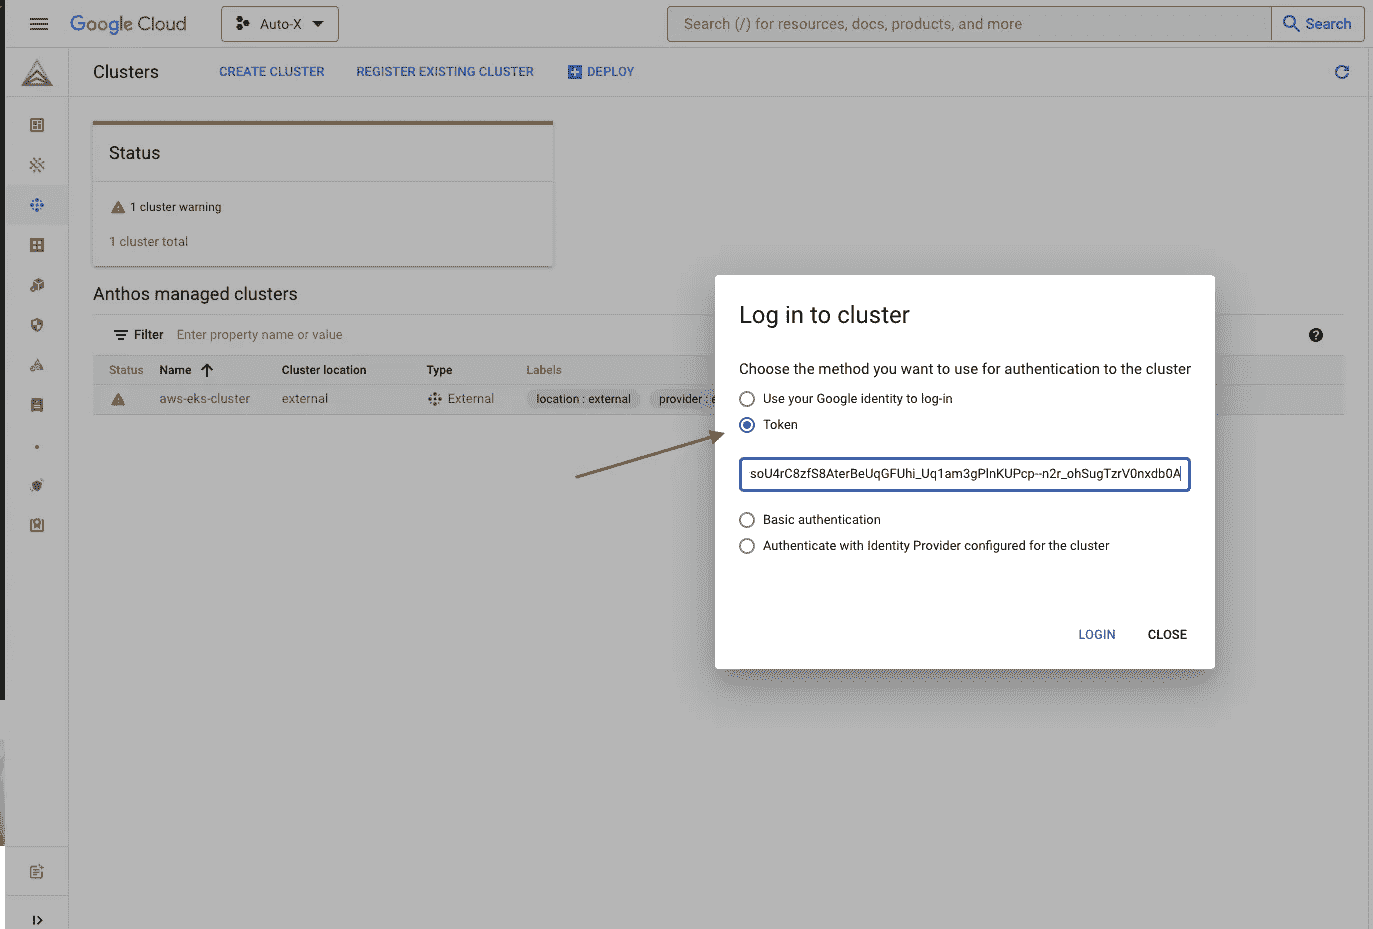 Google Cloud
Auto-X
Search (/) for resources, docs, products, and more
Search
Clusters
CREATE CLUSTER
REGISTER EXISTING CLUSTER
DEPLOY
Status
1 cluster warning
1 cluster total
Anthos managed clusters
Filter
Enter property name or value
Status
Name
Cluster location
Type
Labels
aws-eks-cluster
external
External
location : external
provider :
Log in to cluster
Choose the method you want to use for authentication to the cluster
Use your Google identity to log-in
Token
soU4rC8zfS8AterBeUqGFUhi_Uq1am3gPlnKUPcp--n2r_ohSugTzrV0nxdb0A
Basic authentication
Authenticate with Identity Provider configured for the cluster
LOGIN
CLOSE